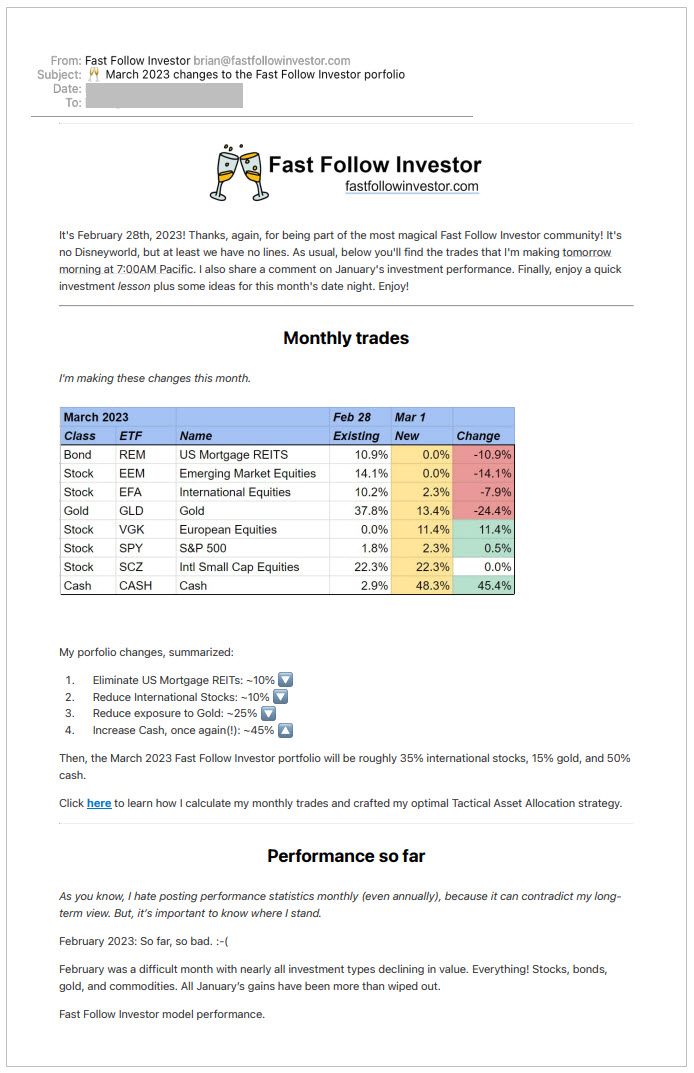 From: Fast Follow Investor brian@fastfollowinvestor.com
Subject: 🥂 March 2023 changes to the Fast Follow Investor porfolio
Date:
To:
Fast Follow Investor
fastfollowinvestor.com
It's February 28th, 2023! Thanks, again, for being part of the most magical Fast Follow Investor community! It's
no Disneyworld, but at least we have no lines. As usual, below you'll find the trades that I'm making tomorrow
morning at 7:00AM Pacific. I also share a comment on January's investment performance. Finally, enjoy a quick
investment lesson plus some ideas for this month's date night. Enjoy!
Monthly trades
I'm making these changes this month.
March 2023 Feb 28 Mar 1
Class ETF Name Existing New Change
Bond REM US Mortgage REITS 10.9% 0.0% -10.9%
Stock EEM Emerging Market Equities 14.1% 0.0% -14.1%
Stock EFA International Equities 10.2% 2.3% -7.9%
Gold GLD Gold 37.8% 13.4% -24.4%
Stock VGK European Equities 0.0% 11.4% 11.4%
Stock SPY S&P 500 1.8% 2.3% 0.5%
Stock SCZ Intl Small Cap Equities 22.3% 22.3% 0.0%
Cash CASH Cash 2.9% 48.3% 45.4%
My porfolio changes, summarized:
1. Eliminate US Mortgage REITs: ~10% 🔽
2. Reduce International Stocks: ~10% 🔽
3. Reduce exposure to Gold: ~25% 🔽
4. Increase Cash, once again(!): ~45% 🔼
Then, the March 2023 Fast Follow Investor portfolio will be roughly 35% international stocks, 15% gold, and 50%
cash.
Click here to learn how I calculate my monthly trades and crafted my optimal Tactical Asset Allocation strategy.
Performance so far
As you know, I hate posting performance statistics monthly (even annually), because it can contradict my long-
term view. But, it's important to know where I stand.
February 2023: So far, so bad. :-(
February was a difficult month with nearly all investment types declining in value. Everything! Stocks, bonds,
gold, and commodities. All January's gains have been more than wiped out.
Fast Follow Investor model performance.